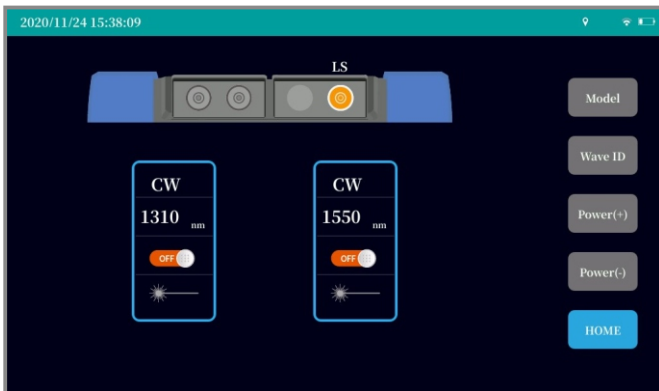 2020/11/24 15:38:09
LS
Model
CW
1310 nm
OFF
CW
1550 nm
OFF
Wave ID
Power(+)
Power(-)
HOME